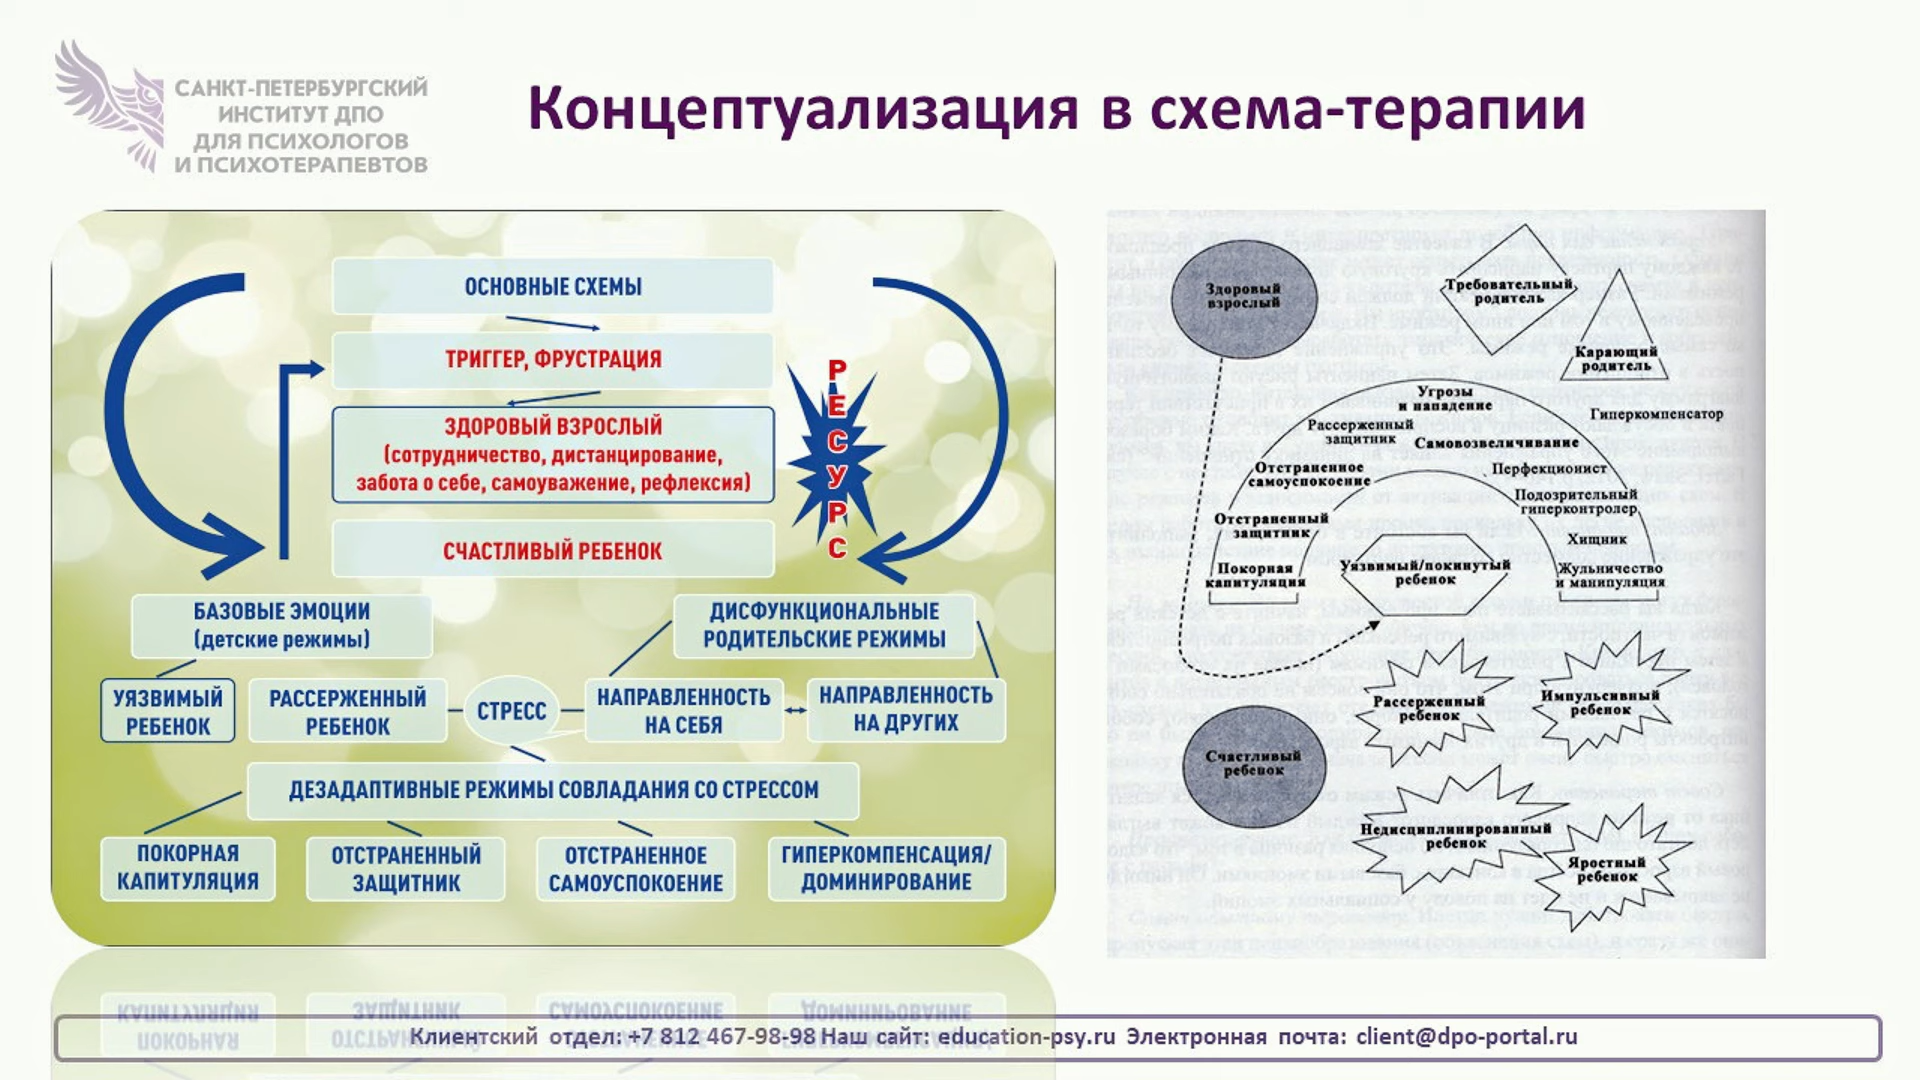 САНКТ-ПЕТЕРБУРГСКИЙ
ИНСТИТУТ ДПО
ДЛЯ ПСИХОЛОГОВ
И ПСИХОТЕРАПЕВТОВ
Концептуализация в схема-терапии
ОСНОВНЫЕ СХЕМЫ
ТРИГГЕР, ФРУСТРАЦИЯ
ЗДОРОВЫЙ ВЗРОСЛЫЙ
(сотрудничество, дистанцирование,
забота о себе, самоуважение, рефлексия)
СЧАСТЛИВЫЙ РЕБЕНОК
РЕСУРС
БАЗОВЫЕ ЭМОЦИИ
(детские режимы)
ДИСФУНКЦИОНАЛЬНЫЕ
РОДИТЕЛЬСКИЕ РЕЖИМЫ
УЯЗВИМЫЙ
РЕБЕНОК
РАССЕРЖЕННЫЙ
РЕБЕНОК
СТРЕСС
НАПРАВЛЕННОСТЬ
НА СЕБЯ
НАПРАВЛЕННОСТЬ
НА ДРУГИХ
ДЕЗАДАПТИВНЫЕ РЕЖИМЫ СОВЛАДАНИЯ СО СТРЕССОМ
ПОКОРНАЯ
КАПИТУЛЯЦИЯ
ОТСТРАНЕННЫЙ
ЗАЩИТНИК
ОТСТРАНЕННОЕ
САМОУСПОКОЕНИЕ
ГИПЕРКОМПЕНСАЦИЯ/
ДОМИНИРОВАНИЕ
Здоровый
взрослый
Требовательный
родитель
Карающий
родитель
Угрозы
и нападение
Гиперкомпенсатор
Рассерженный
защитник
Самовозвеличивание
Отстраненное
самоуспокоение
Перфекционист
Подозрительный
гиперконтролер
Отстраненный
защитник
Хищник
Покорная
капитуляция
Уязвимый/покинутый
ребенок
Жульничество
и манипуляция
Рассерженный
ребенок
Импульсивный
ребенок
Счастливый
ребенок
Недисциплинированный
ребенок
Яростный
ребенок
Клиентский отдел: +7 812 467-98-98 Наш сайт: education-psy.ru Электронная почта: client@dpo-portal.ru